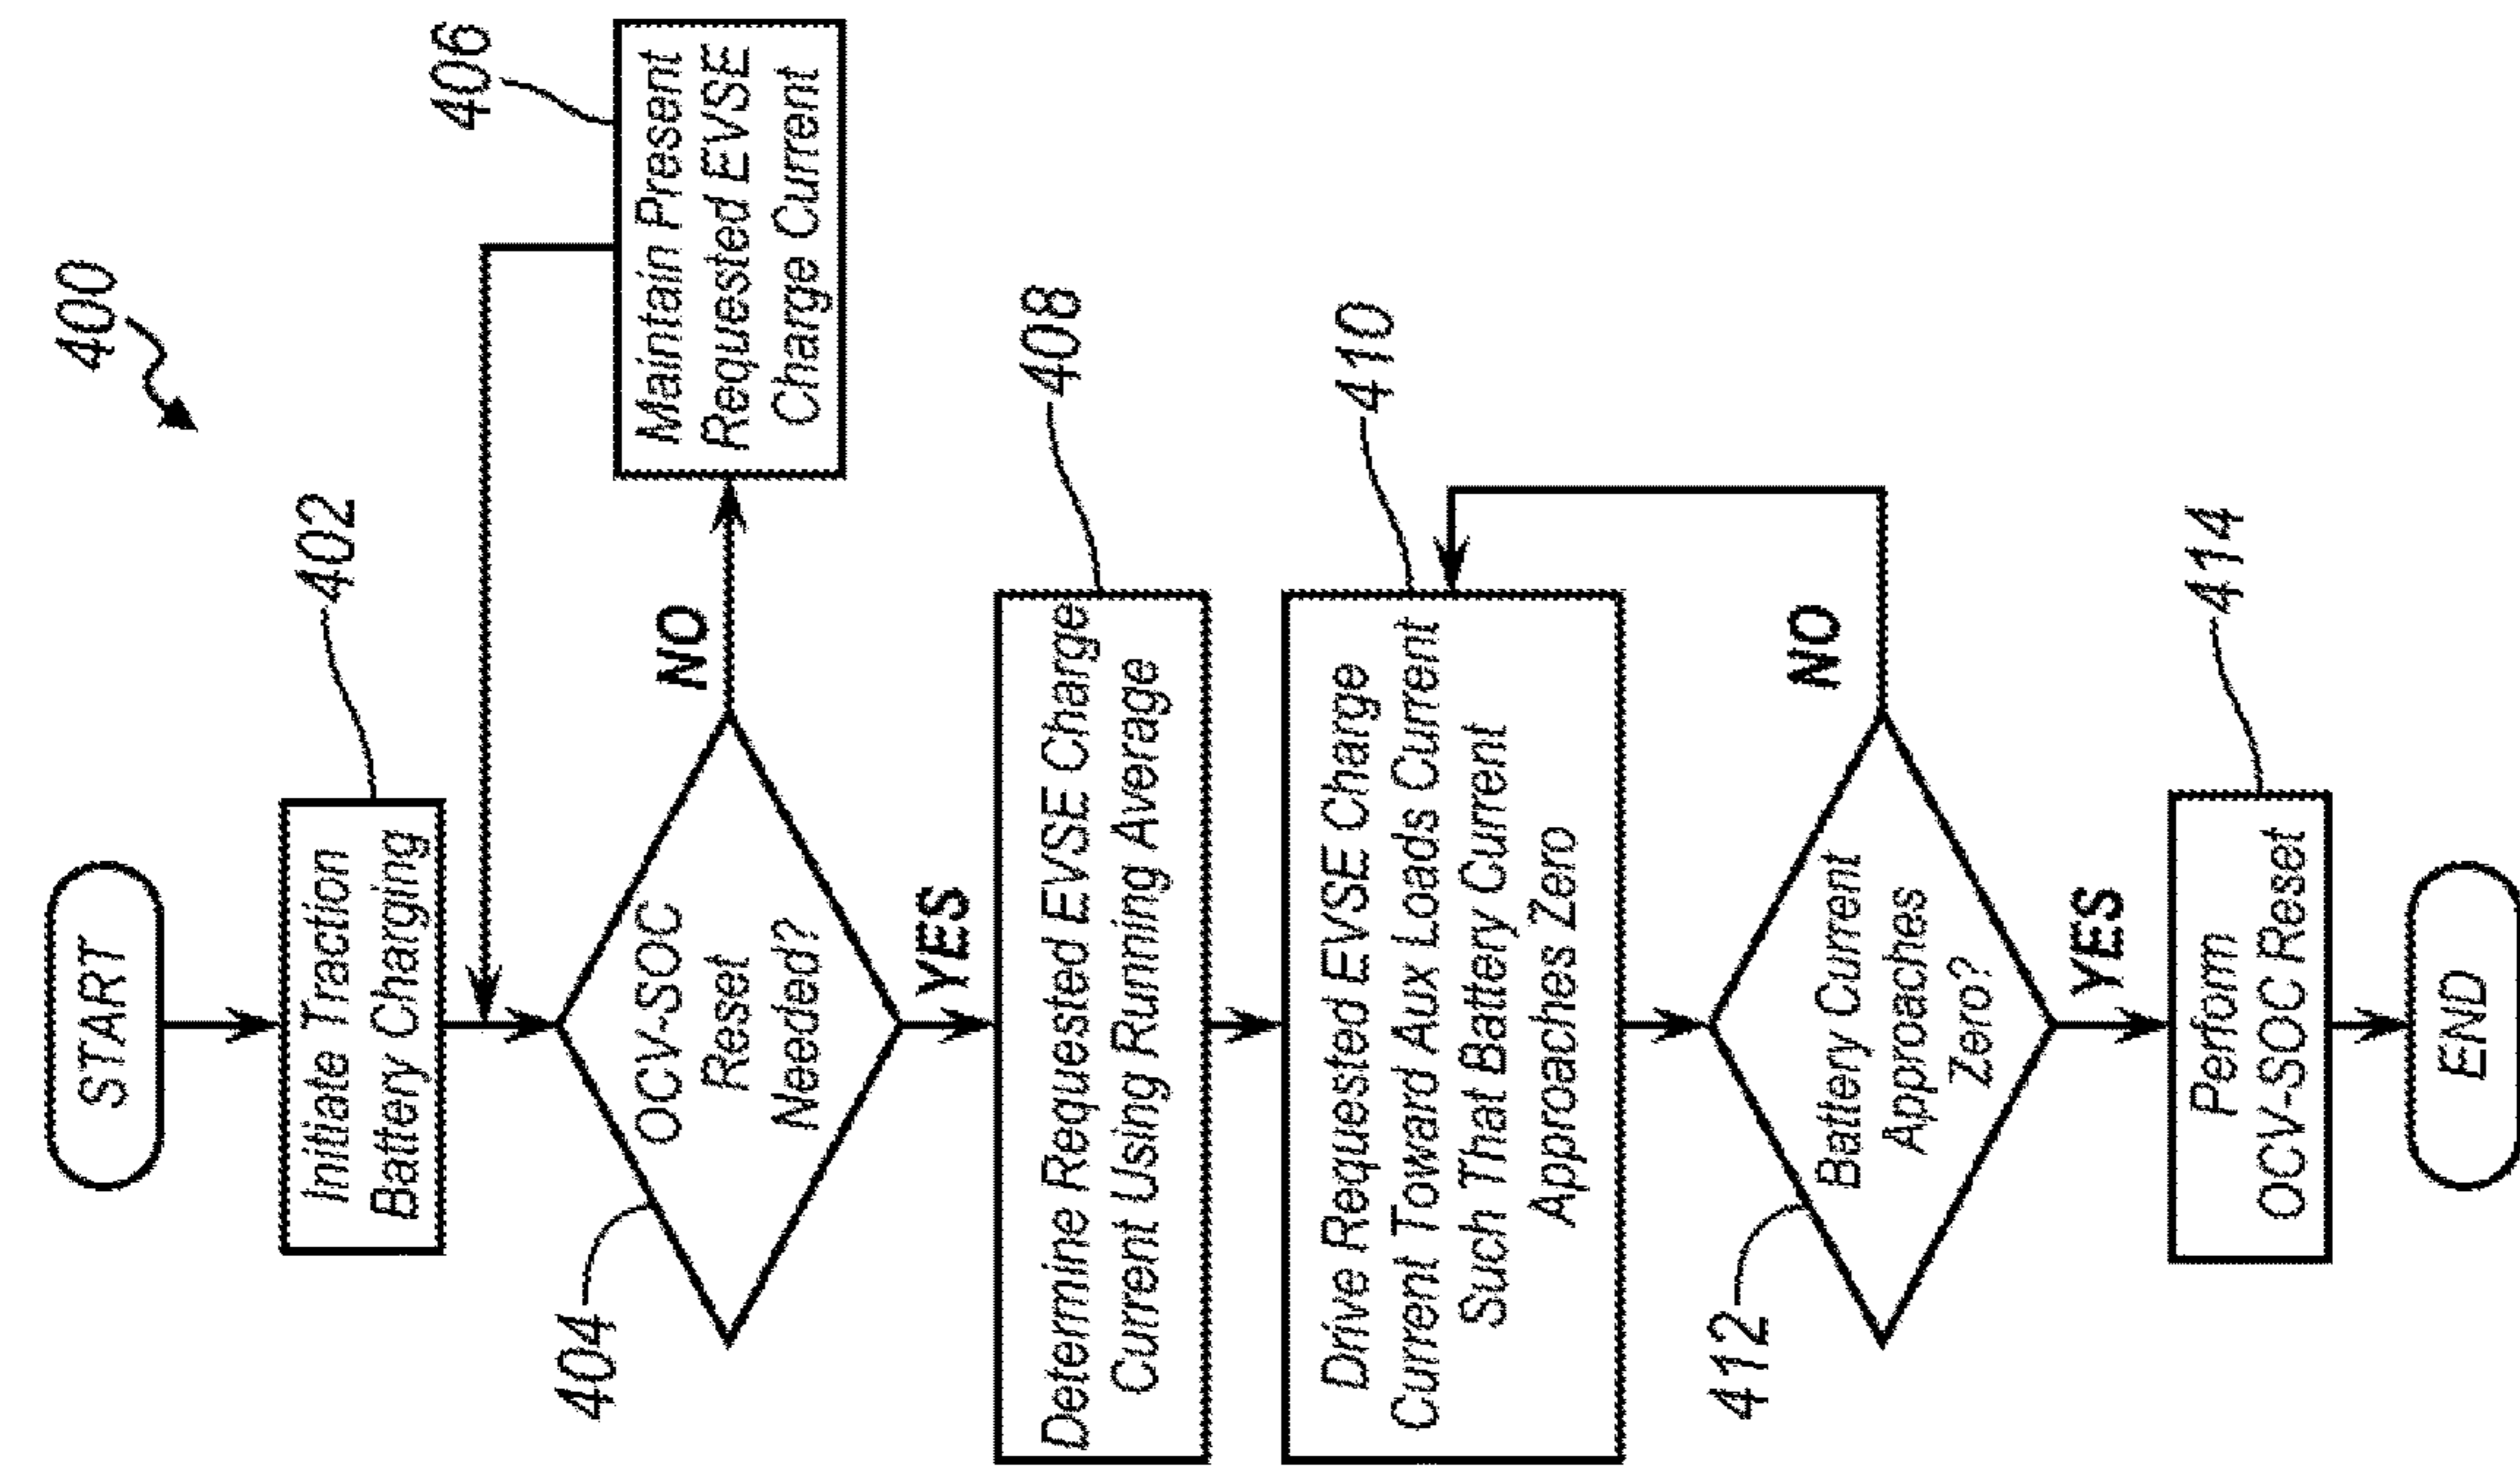 400
START
402
Initiate Traction
Battery Charging
404
OCV-SOC
Reset
Needed?
NO
406
Maintain Present
Requested EVSE
Charge Current
YES
408
Determine Requested EVSE Charge
Current Using Running Average
410
Drive Requested EVSE Charge
Current Toward Aux Loads Current
Such That Battery Current
Approaches Zero
412
Battery Current
Approaches
Zero?
NO
YES
414
Perform
OCV-SOC Reset
END